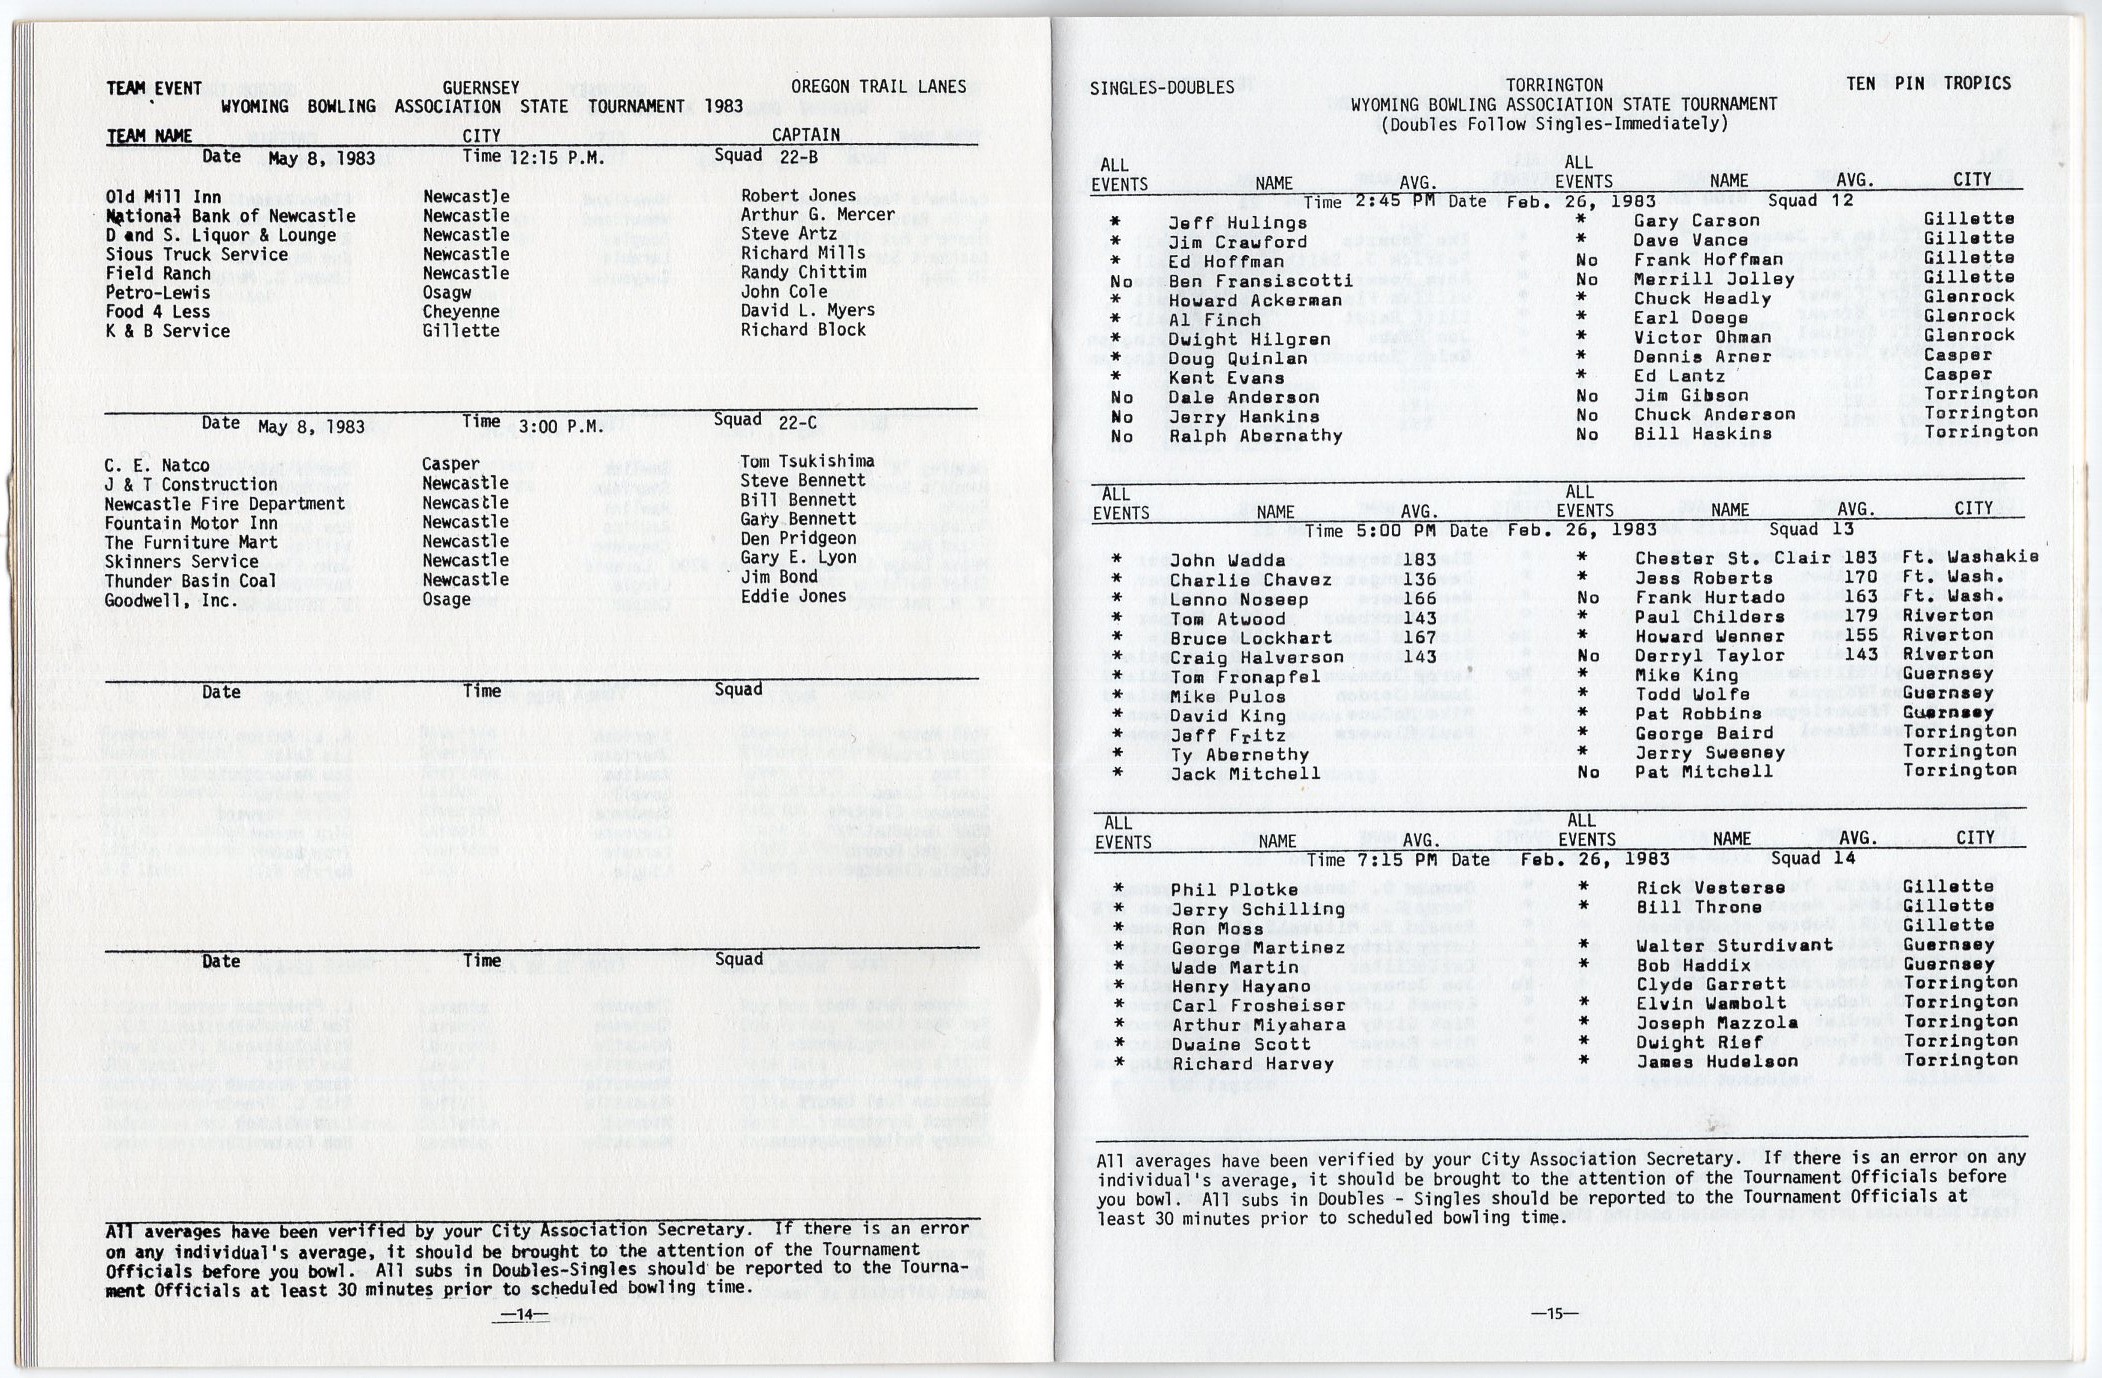 TEAM EVENT GUERNSEY OREGON TRAIL LANES
WYOMING BOWLING ASSOCIATION STATE TOURNAMENT 1983
TEAM NAME CITY CAPTAIN
Date May 8, 1983 Time 12:15 P.M. Squad 22-B
Old Mill Inn Newcastle Robert Jones
National Bank of Newcastle Newcastle Arthur G. Mercer
D and S. Liquor & Lounge Newcastle Steve Artz
Sious Truck Service Newcastle Richard Mills
Field Ranch Newcastle Randy Chittim
Petro-Lewis Osagw John Cole
Food 4 Less Cheyenne David L. Myers
K & B Service Gillette Richard Block
Date May 8, 1983 Time 3:00 P.M. Squad 22-C
C. E. Natco Casper Tom Tsukishima
J & T Construction Newcastle Steve Bennett
Newcastle Fire Department Newcastle Bill Bennett
Fountain Motor Inn Newcastle Gary Bennett
The Furniture Mart Newcastle Den Pridgeon
Skinners Service Newcastle Gary E. Lyon
Thunder Basin Coal Newcastle Jim Bond
Goodwell, Inc. Osage Eddie Jones
Date Time Squad
Date Time Squad
All averages have been verified by your City Association Secretary. If there is an error
on any individual's average, it should be brought to the attention of the Tournament
Officials before you bowl. All subs in Doubles-Singles should be reported to the Tourna-
ment Officials at least 30 minutes prior to scheduled bowling time.
—14—
SINGLES-DOUBLES TORRINGTON TEN PIN TROPICS
WYOMING BOWLING ASSOCIATION STATE TOURNAMENT
(Doubles Follow Singles-Immediately)
ALL ALL
EVENTS NAME AVG. EVENTS NAME AVG. CITY
Time 2:45 PM Date Feb. 26, 1983 Squad 12
* Jeff Hulings * Gary Carson Gillette
* Jim Crawford * Dave Vance Gillette
* Ed Hoffman No Frank Hoffman Gillette
No Ben Fransiscotti No Merrill Jolley Gillette
* Howard Ackerman * Chuck Headly Glenrock
* Al Finch * Earl Doege Glenrock
* Dwight Hilgren * Victor Ohman Glenrock
* Doug Quinlan * Dennis Arner Casper
* Kent Evans * Ed Lantz Casper
No Dale Anderson No Jim Gibson Torrington
No Jerry Hankins No Chuck Anderson Torrington
No Ralph Abernathy No Bill Haskins Torrington
ALL ALL
EVENTS NAME AVG. EVENTS NAME AVG. CITY
Time 5:00 PM Date Feb. 26, 1983 Squad 13
* John Wadda 183 * Chester St. Clair 183 Ft. Washakie
* Charlie Chavez 136 * Jess Roberts 170 Ft. Wash.
* Lenno Noseep 166 No Frank Hurtado 163 Ft. Wash.
* Tom Atwood 143 * Paul Childers 179 Riverton
* Bruce Lockhart 167 * Howard Wenner 155 Riverton
* Craig Halverson 143 No Derryl Taylor 143 Riverton
* Tom Fronapfel * Mike King Guernsey
* Mike Pulos * Todd Wolfe Guernsey
* David King * Pat Robbins Guernsey
* Jeff Fritz * George Baird Torrington
* Ty Abernethy * Jerry Sweeney Torrington
* Jack Mitchell No Pat Mitchell Torrington
ALL ALL
EVENTS NAME AVG. EVENTS NAME AVG. CITY
Time 7:15 PM Date Feb. 26, 1983 Squad 14
* Phil Plotke * Rick Vesterse Gillette
* Jerry Schilling * Bill Throne Gillette
* Ron Moss Gillette
* George Martinez * Walter Sturdivant Guernsey
* Wade Martin * Bob Haddix Guernsey
* Henry Hayano Clyde Garrett Torrington
* Carl Frosheiser * Elvin Wambolt Torrington
* Arthur Miyahara * Joseph Mazzola Torrington
* Dwaine Scott * Dwight Rief Torrington
* Richard Harvey * James Hudelson Torrington
All averages have been verified by your City Association Secretary. If there is an error on any
individual's average, it should be brought to the attention of the Tournament Officials before
you bowl. All subs in Doubles - Singles should be reported to the Tournament Officials at
least 30 minutes prior to scheduled bowling time.
—15—